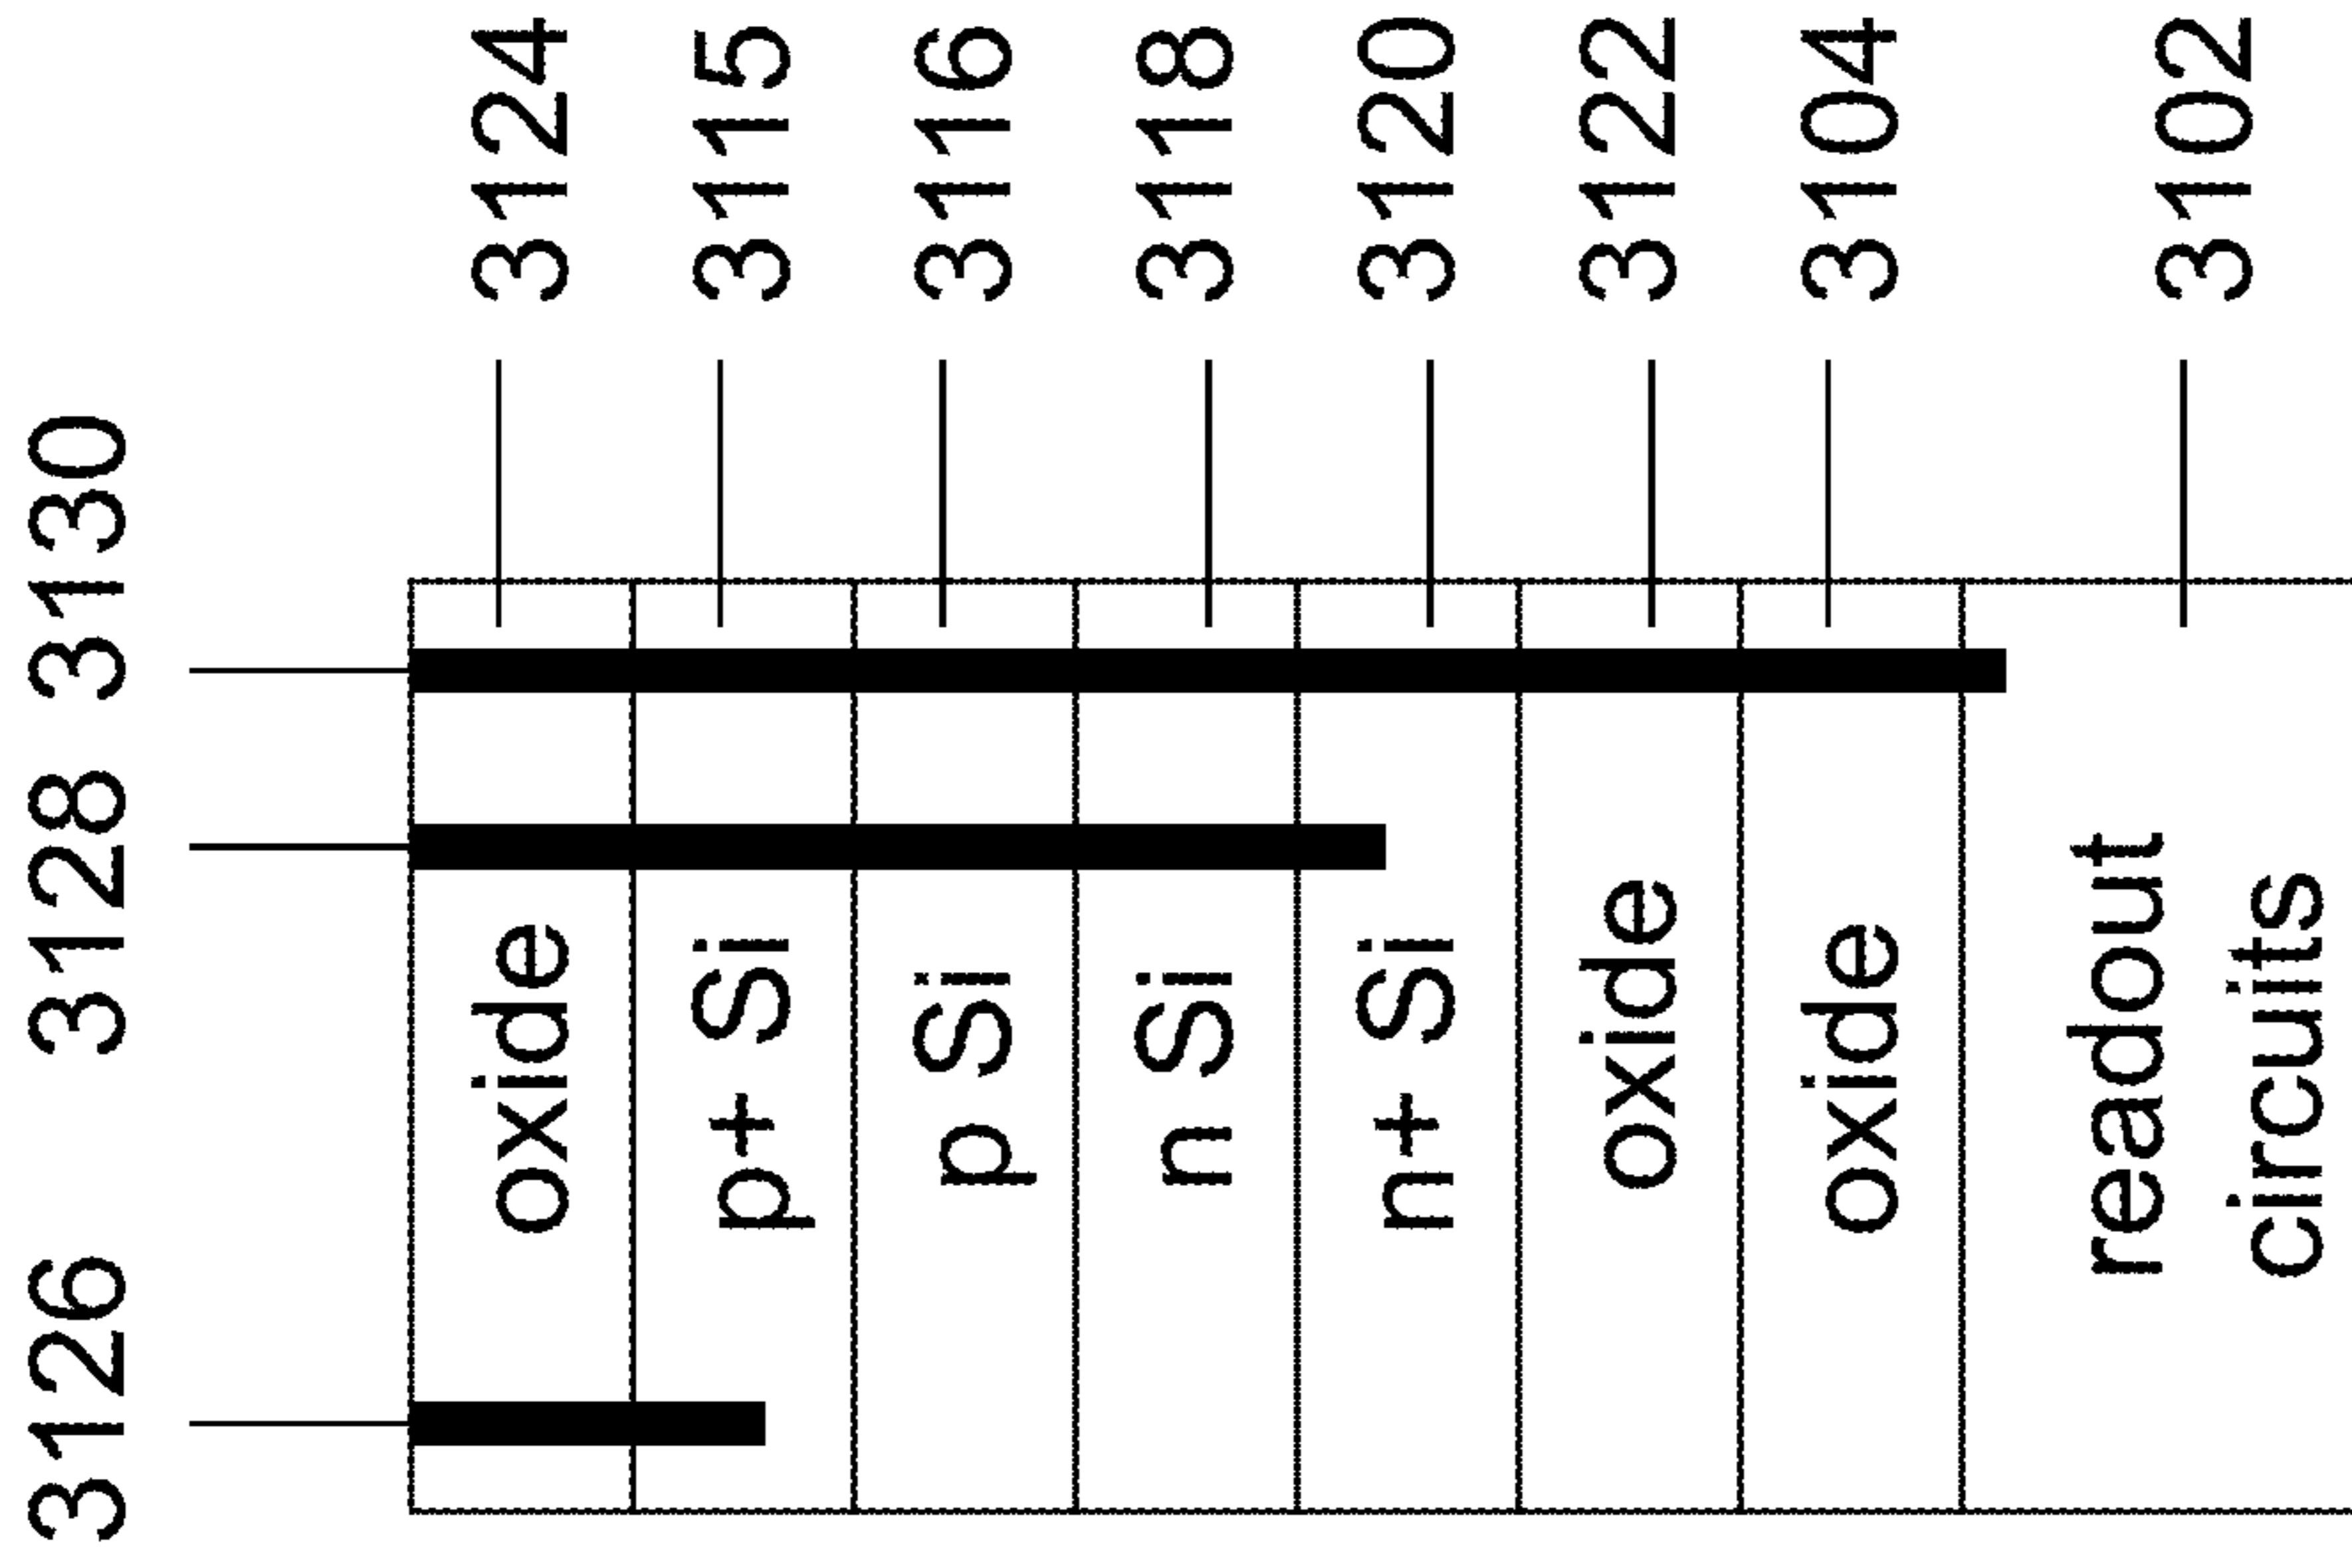 3126 3128 3130
oxide 3124
p+ Si 3115
p Si 3116
n Si 3118
n+ Si 3120
oxide 3122
oxide 3104
readout 3102
circuits